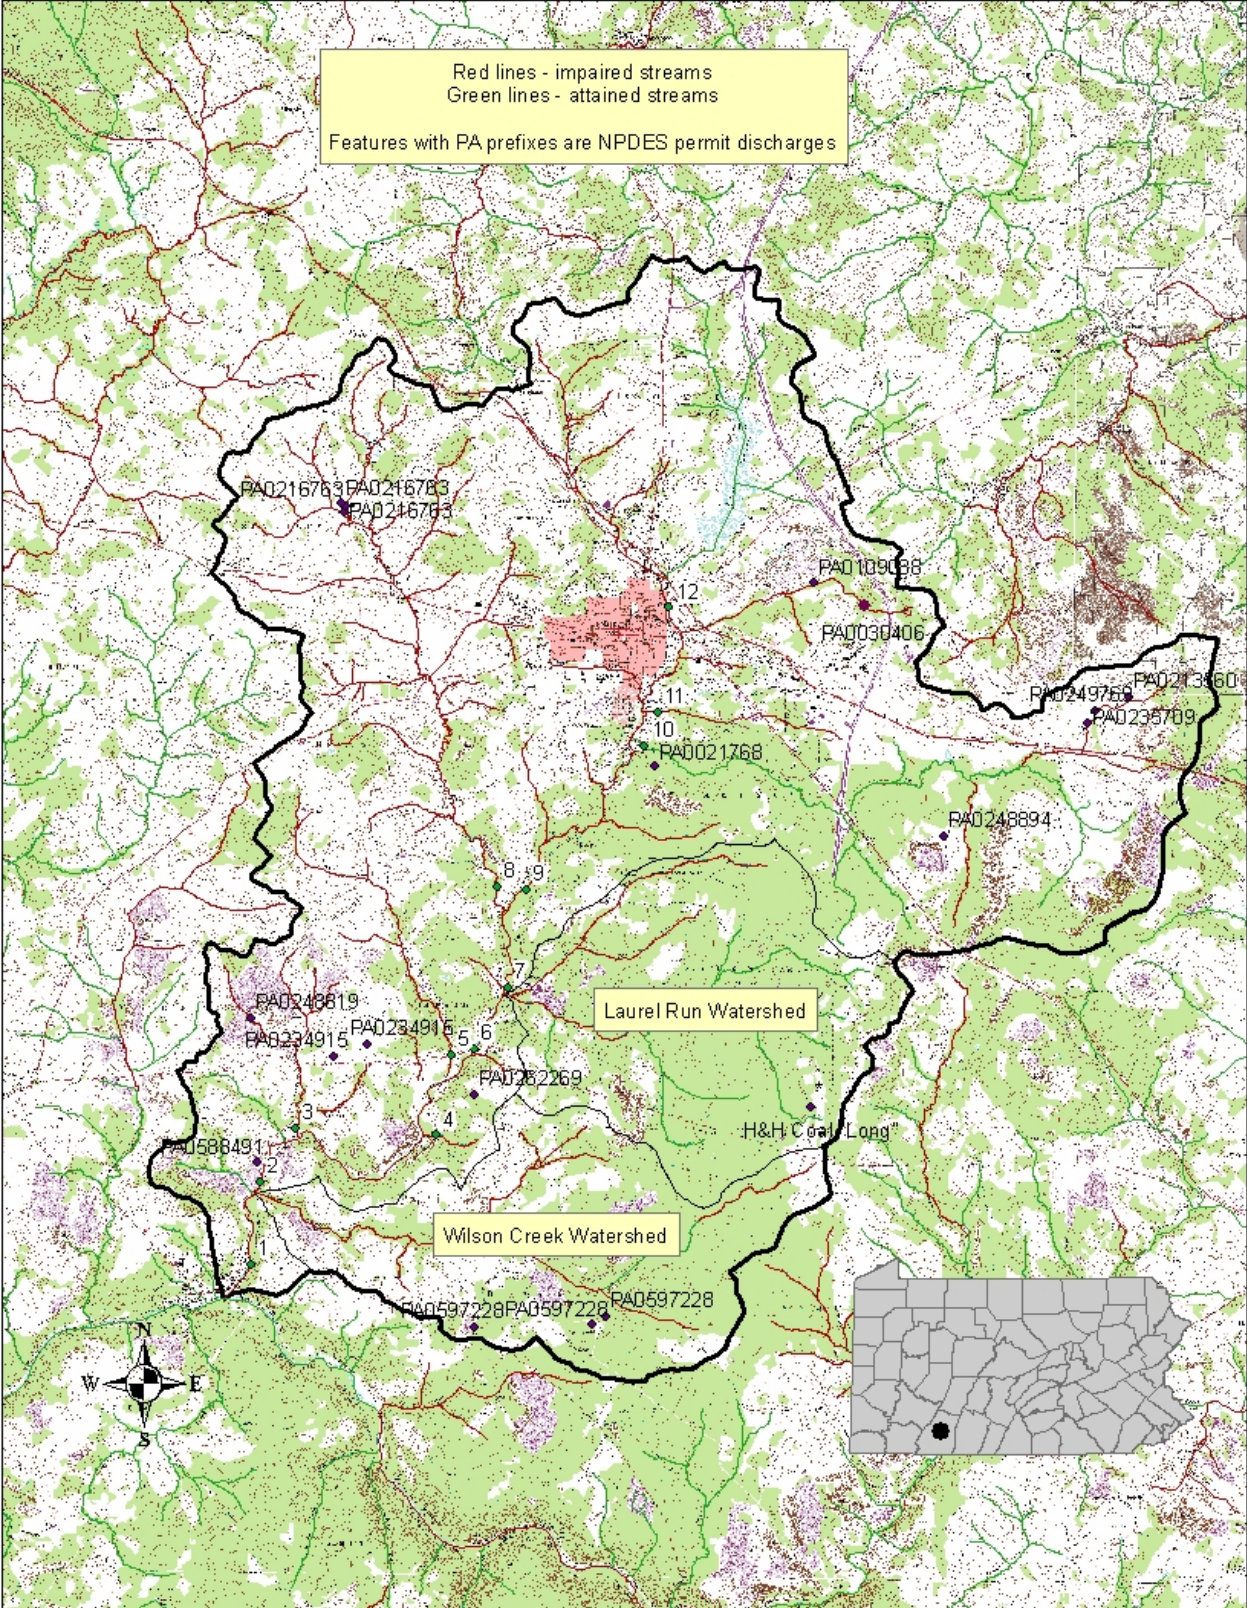 Red lines - impaired streams
Green lines - attained streams
Features with PA prefixes are NPDES permit discharges
PA0216763
PA0216763
PA0216763
PA0109088
12
PA0030406
11
PA0213560
PA0249769
PA0235709
10
PA0021768
PA0248894
8
9
7
PA0248819
Laurel Run Watershed
PA0234915
PA0234915
5
6
PA0252269
3
4
H&H Coal "Long"
PA0588491
2
Wilson Creek Watershed
1
PA0597228
PA0597228
PA0597228
N
W
E
S